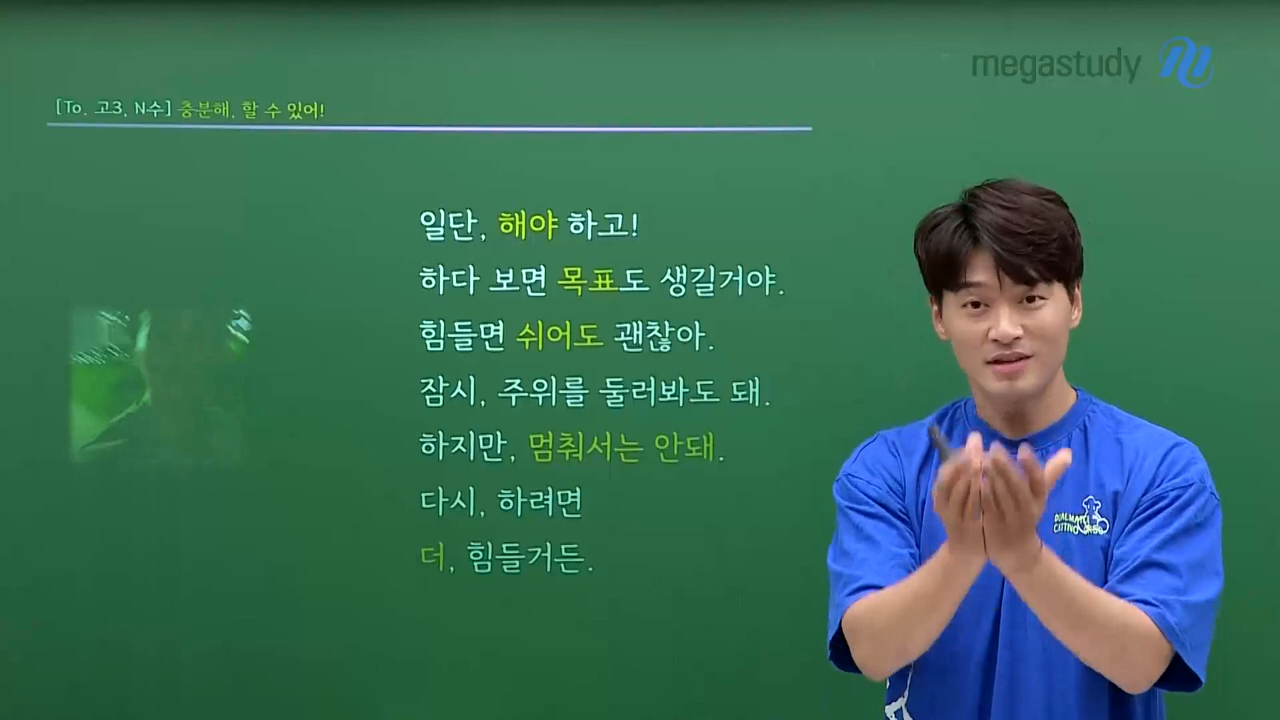 megastudy
[To. 고3, N수] 충분해, 할 수 있어!
일단, 해야 하고!
하다 보면 목표도 생길거야.
힘들면 쉬어도 괜찮아.
잠시, 주위를 둘러봐도 돼.
하지만, 멈춰서는 안돼.
다시, 하려면
더, 힘들거든.